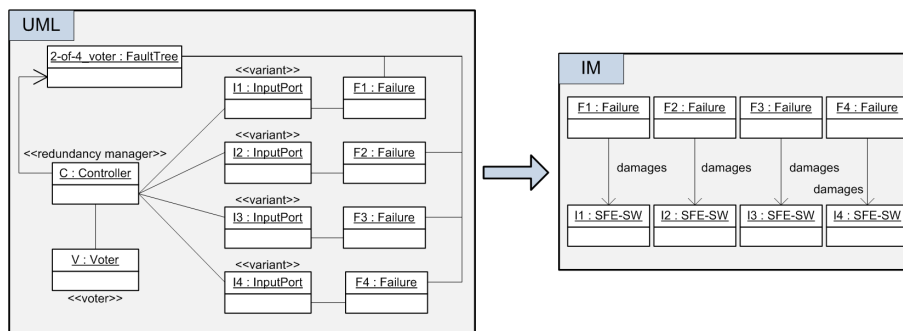 UML
2-of-4_voter : FaultTree
<<variant>>
I1 : InputPort
F1 : Failure
<<variant>>
I2 : InputPort
F2 : Failure
<<redundancy manager>>
C : Controller
<<variant>>
I3 : InputPort
F3 : Failure
V : Voter
<<voter>>
<<variant>>
I4 : InputPort
F4 : Failure
IM
F1 : Failure
F2 : Failure
F3 : Failure
F4 : Failure
damages
damages
damages
damages
I1 : SFE-SW
I2 : SFE-SW
I3 : SFE-SW
I4 : SFE-SW